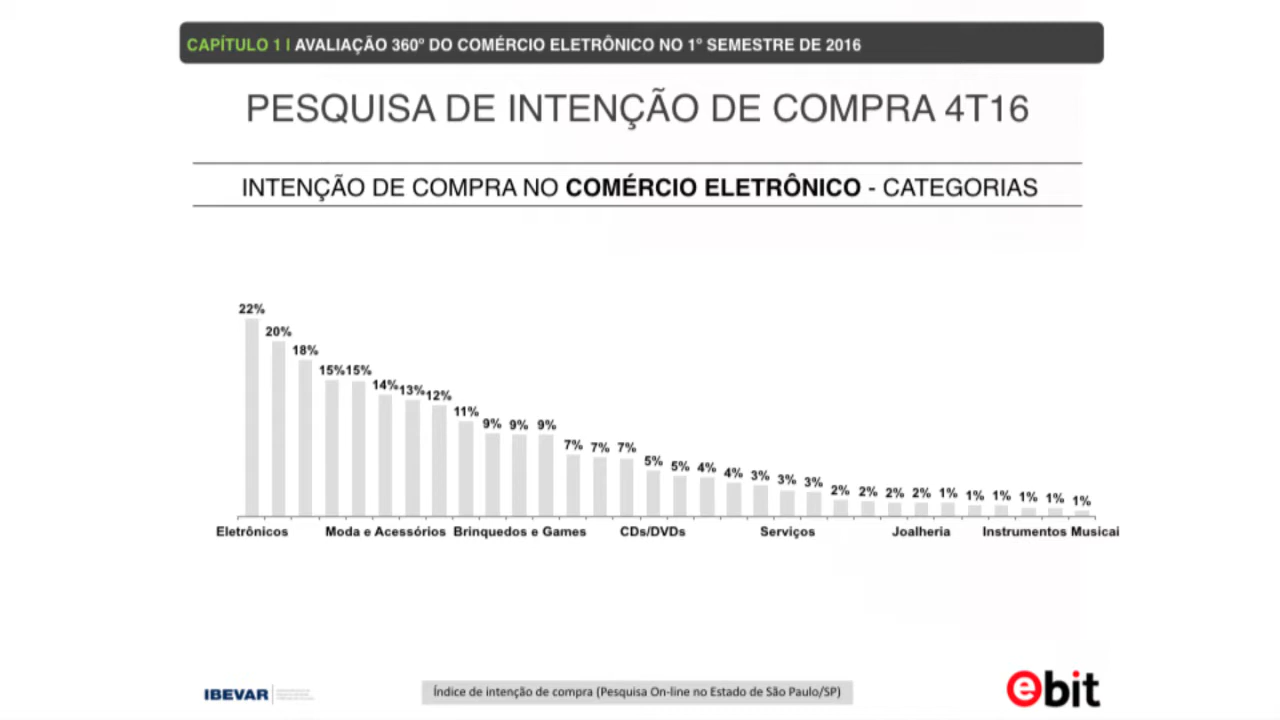 CAPÍTULO 1 I AVALIAÇÃO 360º DO COMÉRCIO ELETRÔNICO NO 1º SEMESTRE DE 2016
PESQUISA DE INTENÇÃO DE COMPRA 4T16
INTENÇÃO DE COMPRA NO COMÉRCIO ELETRÔNICO - CATEGORIAS
22% 20% 18% 15% 15% 14% 13% 12% 11% 9% 9% 9% 7% 7% 7% 5% 5% 4% 4% 3% 3% 3% 2% 2% 2% 2% 1% 1% 1% 1% 1% 1%
Eletrônicos Moda e Acessórios Brinquedos e Games CDs/DVDs Serviços Joalheria Instrumentos Musicai
IBEVAR
Índice de intenção de compra (Pesquisa On-line no Estado de São Paulo/SP)
ebit